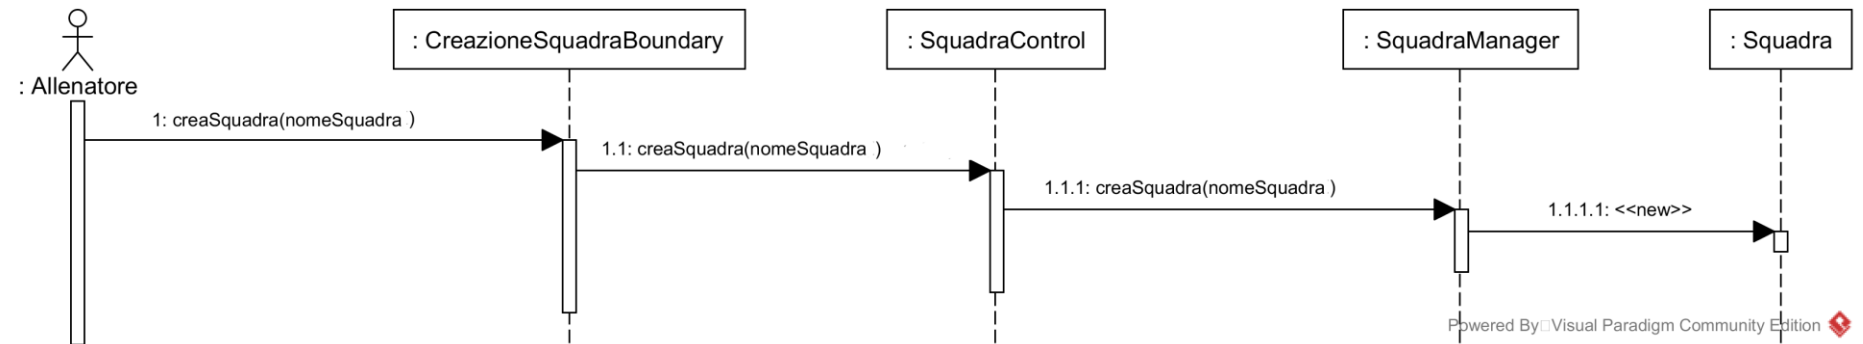 : CreazioneSquadraBoundary
: SquadraControl
: SquadraManager
: Squadra
: Allenatore
1: creaSquadra(nomeSquadra )
1.1: creaSquadra(nomeSquadra )
1.1.1: creaSquadra(nomeSquadra )
1.1.1.1: <<new>>
Powered By Visual Paradigm Community Edition